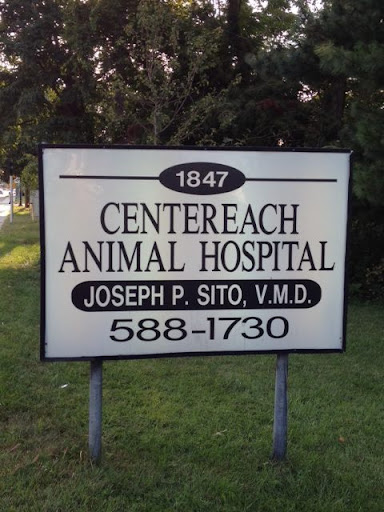 1847
CENTEREACH
ANIMAL HOSPITAL
JOSEPH P. SITO, V.M.D.
588-1730